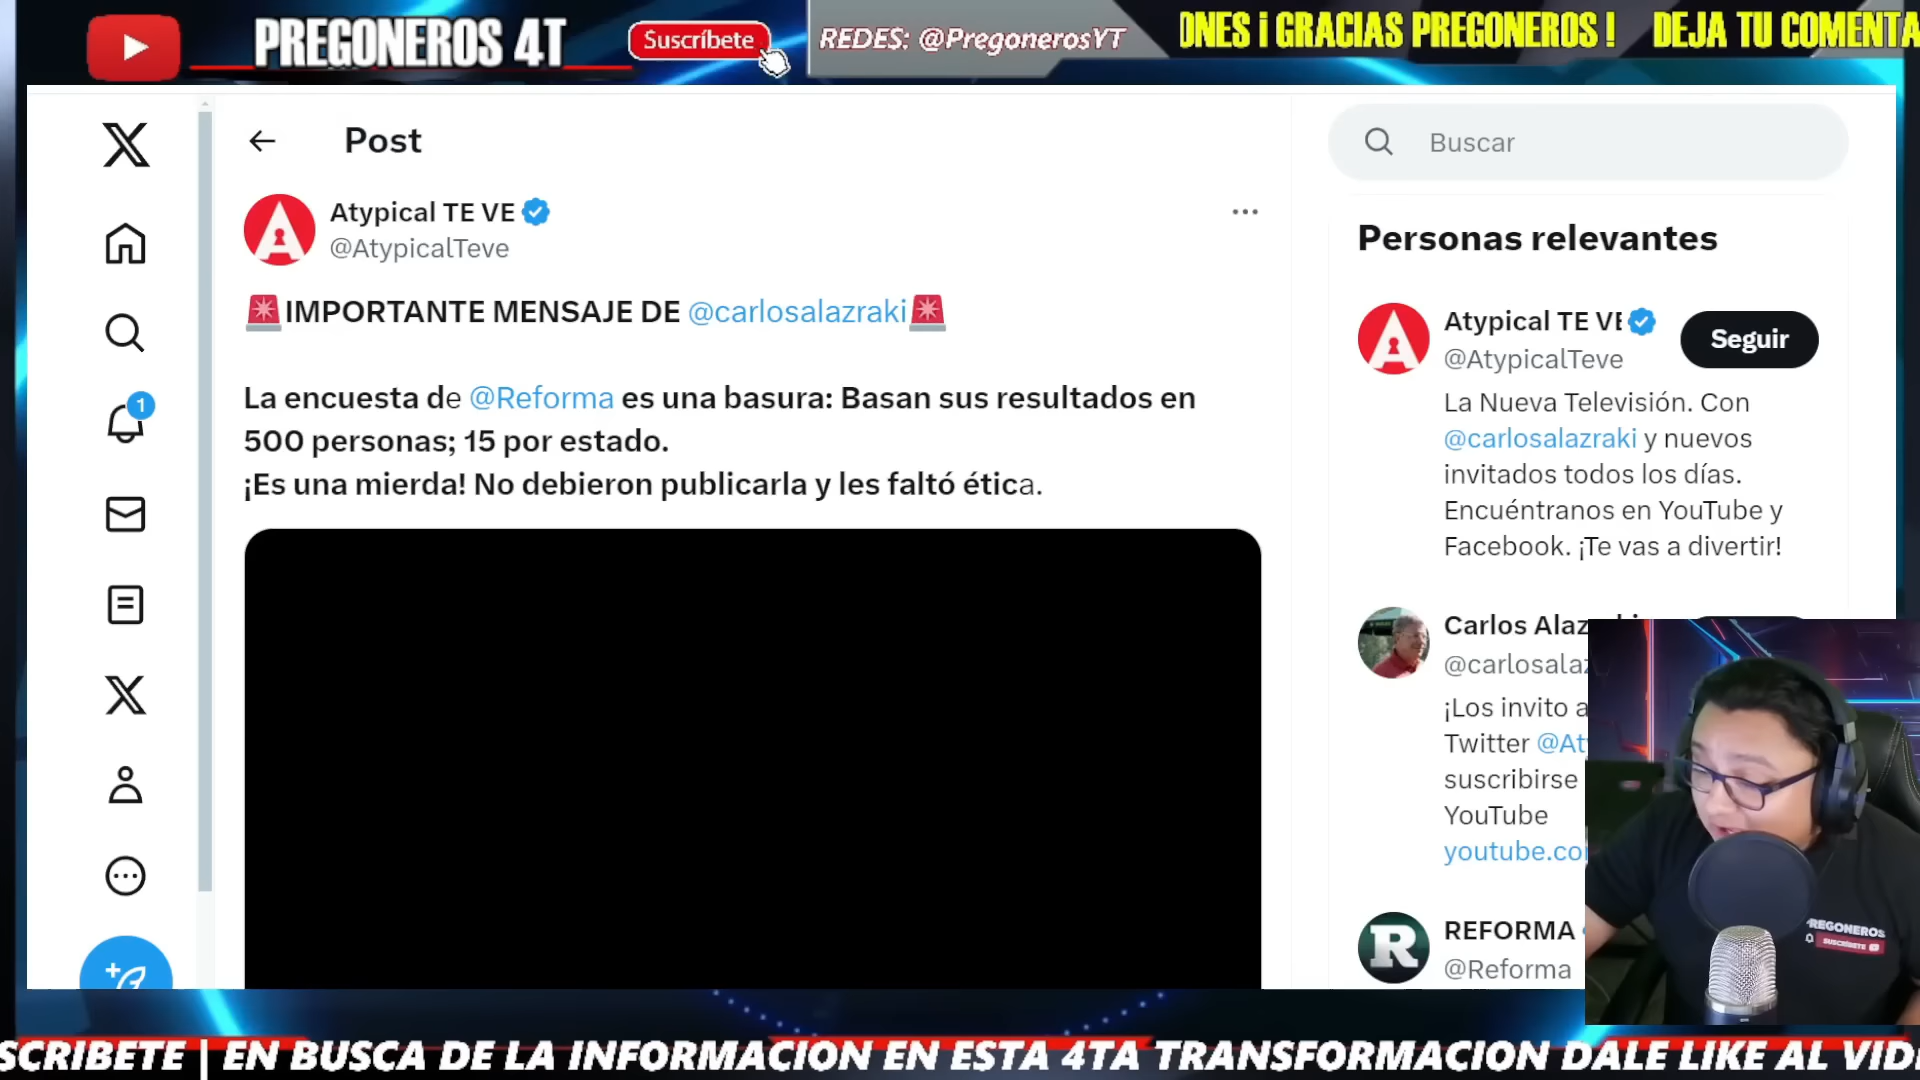 PREGONEROS 4T
Suscríbete
REDES: @PregonerosYT
ONES ¡ GRACIAS PREGONEROS ! DEJA TU COMENTA
Post
Buscar
Atypical TE VE
@AtypicalTeve
IMPORTANTE MENSAJE DE @carlosalazraki
La encuesta de @Reforma es una basura: Basan sus resultados en
500 personas; 15 por estado.
¡Es una mierda! No debieron publicarla y les faltó ética.
1
Personas relevantes
Atypical TE VE
@AtypicalTeve
Seguir
La Nueva Televisión. Con
@carlosalazraki y nuevos
invitados todos los días.
Encuéntranos en YouTube y
Facebook. ¡Te vas a divertir!
Carlos Alaz
@carlosalaz
¡Los invito a
Twitter @At
suscribirse
YouTube
youtube.co
R
REFORMA
@Reforma
REGONEROS
SUSCRÍBETE
SCRIBETE | EN BUSCA DE LA INFORMACION EN ESTA 4TA TRANSFORMACION DALE LIKE AL VID